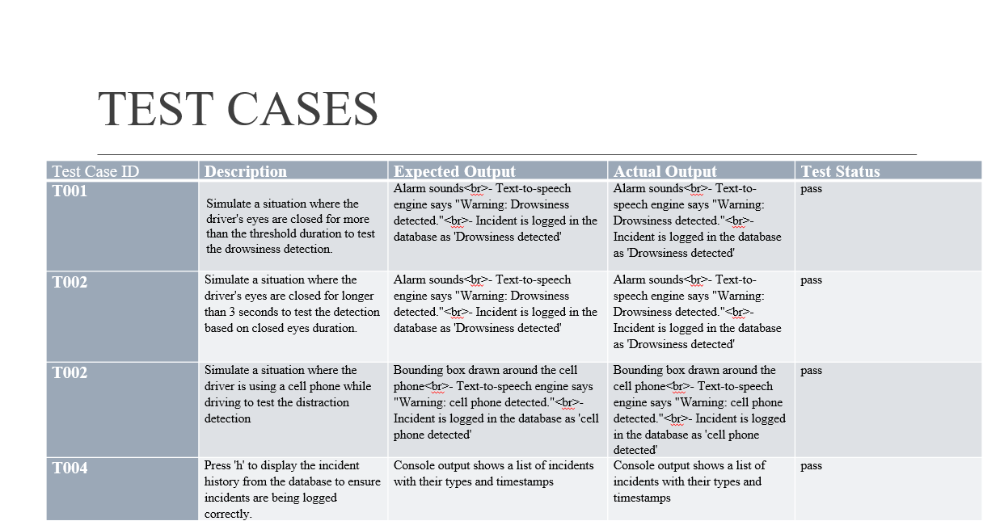 TEST CASES
Test Case ID
Description
Expected Output
Actual Output
Test Status
T001
Simulate a situation where the
driver's eyes are closed for more
than the threshold duration to test
the drowsiness detection.
Alarm sounds<br>- Text-to-speech
engine says "Warning: Drowsiness
detected."<br>- Incident is logged in the
database as 'Drowsiness detected'
Alarm sounds<br>- Text-to-
speech engine says "Warning:
Drowsiness detected."<br>-
Incident is logged in the database
as 'Drowsiness detected'
pass
T002
Simulate a situation where the
driver's eyes are closed for longer
than 3 seconds to test the detection
based on closed eyes duration.
Alarm sounds<br>- Text-to-speech
engine says "Warning: Drowsiness
detected."<br>- Incident is logged in the
database as 'Drowsiness detected'
Alarm sounds<br>- Text-to-
speech engine says "Warning:
Drowsiness detected."<br>-
Incident is logged in the database
as 'Drowsiness detected'
pass
T002
Simulate a situation where the
driver is using a cell phone while
driving to test the distraction
detection
Bounding box drawn around the cell
phone<br>- Text-to-speech engine says
"Warning: cell phone detected."<br>-
Incident is logged in the database as 'cell
phone detected'
Bounding box drawn around the
cell phone<br>- Text-to-speech
engine says "Warning: cell phone
detected."<br>- Incident is logged
in the database as 'cell phone
detected'
pass
T004
Press 'h' to display the incident
history from the database to ensure
incidents are being logged
correctly.
Console output shows a list of incidents
with their types and timestamps
Console output shows a list of
incidents with their types and
timestamps
pass